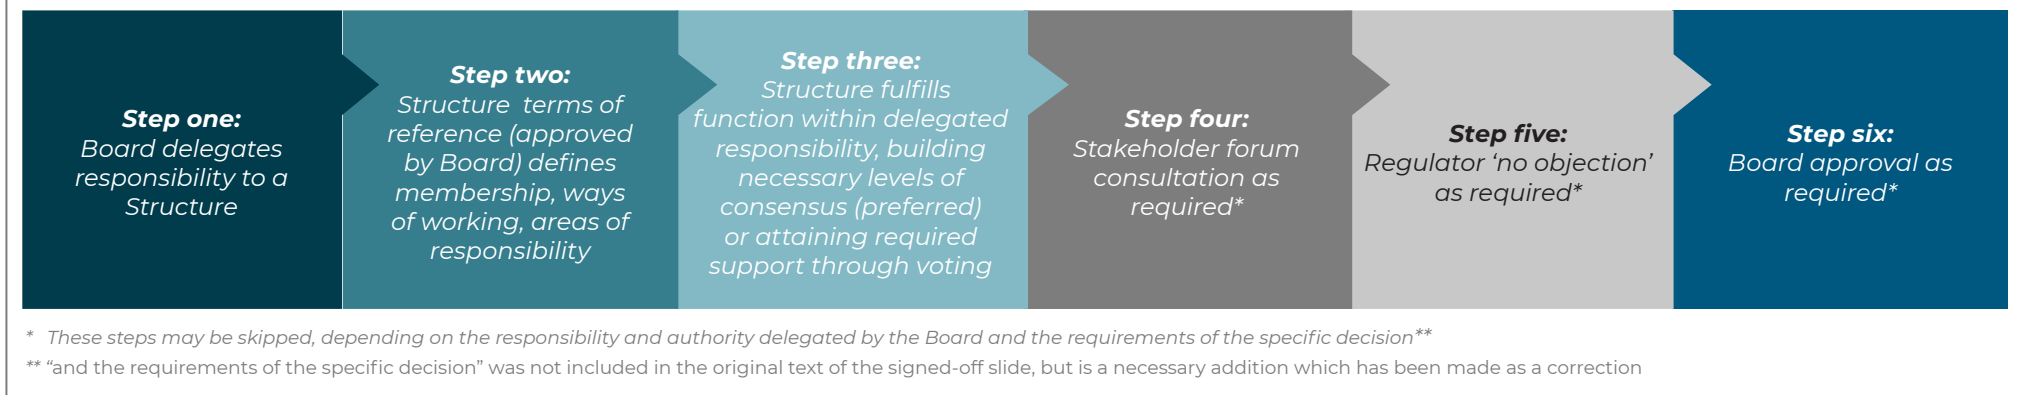 Step one:
Board delegates
responsibility to a
Structure
Step two:
Structure terms of
reference (approved
by Board) defines
membership, ways
of working, areas of
responsibility
Step three:
Structure fulfills
function within delegated
responsibility, building
necessary levels of
consensus (preferred)
or attaining required
support through voting
Step four:
Stakeholder forum
consultation as
required*
Step five:
Regulator ‘no objection’
as required*
Step six:
Board approval as
required*
* These steps may be skipped, depending on the responsibility and authority delegated by the Board and the requirements of the specific decision**
** “and the requirements of the specific decision” was not included in the original text of the signed-off slide, but is a necessary addition which has been made as a correction